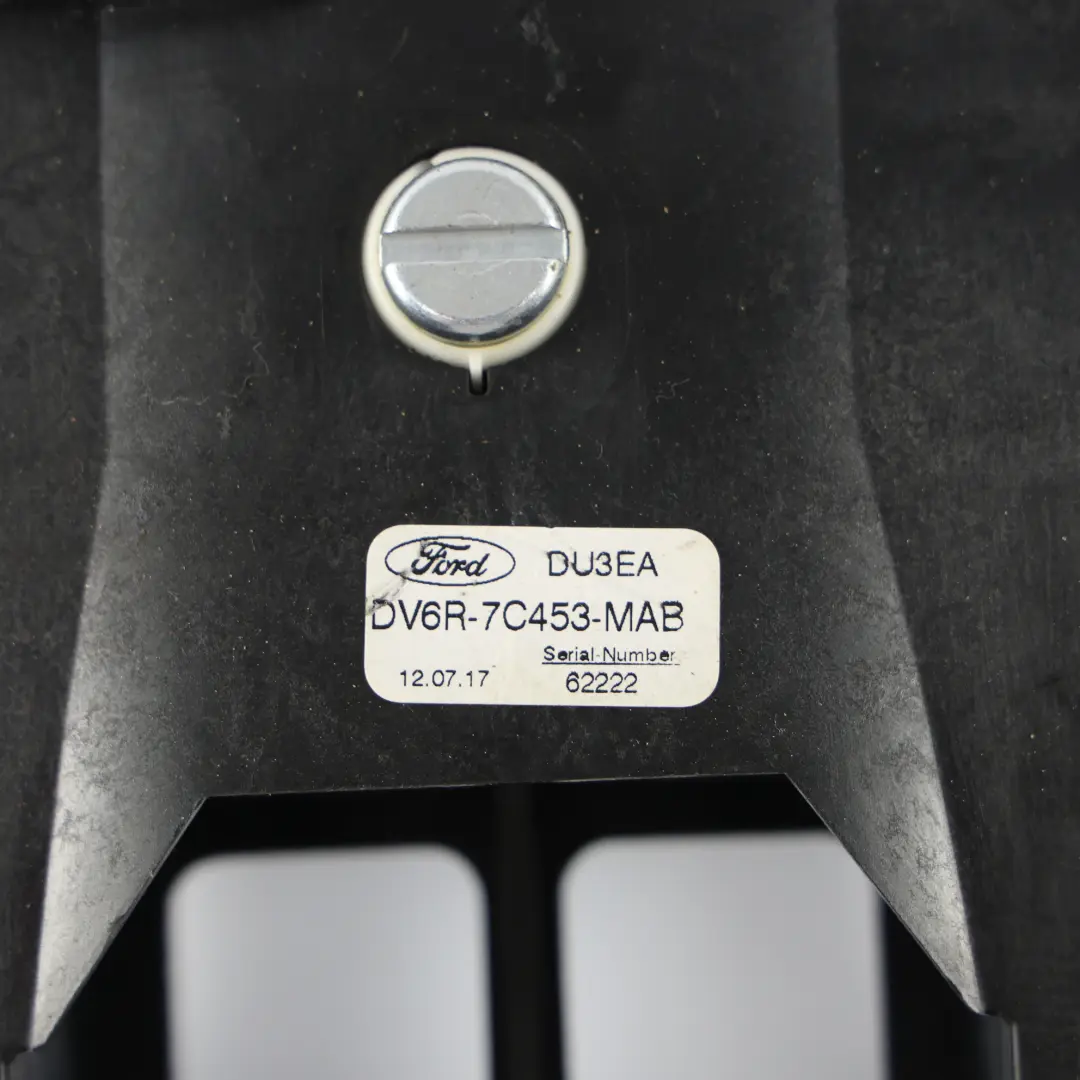 Ford DU3EA
DV6R-7C453-MAB
Serial Number
12.07.17 62222